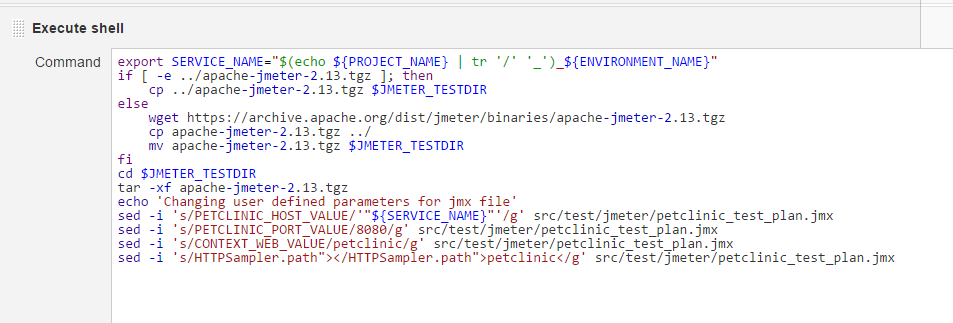 Execute shell
Command
export SERVICE_NAME="$(echo ${PROJECT_NAME} | tr '/' '_')_${ENVIRONMENT_NAME}"
if [ -e ../apache-jmeter-2.13.tgz ]; then
    cp ../apache-jmeter-2.13.tgz $JMETER_TESTDIR
else
    wget https://archive.apache.org/dist/jmeter/binaries/apache-jmeter-2.13.tgz
    cp apache-jmeter-2.13.tgz ../
    mv apache-jmeter-2.13.tgz $JMETER_TESTDIR
fi
cd $JMETER_TESTDIR
tar -xf apache-jmeter-2.13.tgz
echo 'Changing user defined parameters for jmx file'
sed -i 's/PETCLINIC_HOST_VALUE/'"${SERVICE_NAME}"'/g' src/test/jmeter/petclinic_test_plan.jmx
sed -i 's/PETCLINIC_PORT_VALUE/8080/g' src/test/jmeter/petclinic_test_plan.jmx
sed -i 's/CONTEXT_WEB_VALUE/petclinic/g' src/test/jmeter/petclinic_test_plan.jmx
sed -i 's/HTTPSampler.path"></HTTPSampler.path">petclinic</g' src/test/jmeter/petclinic_test_plan.jmx